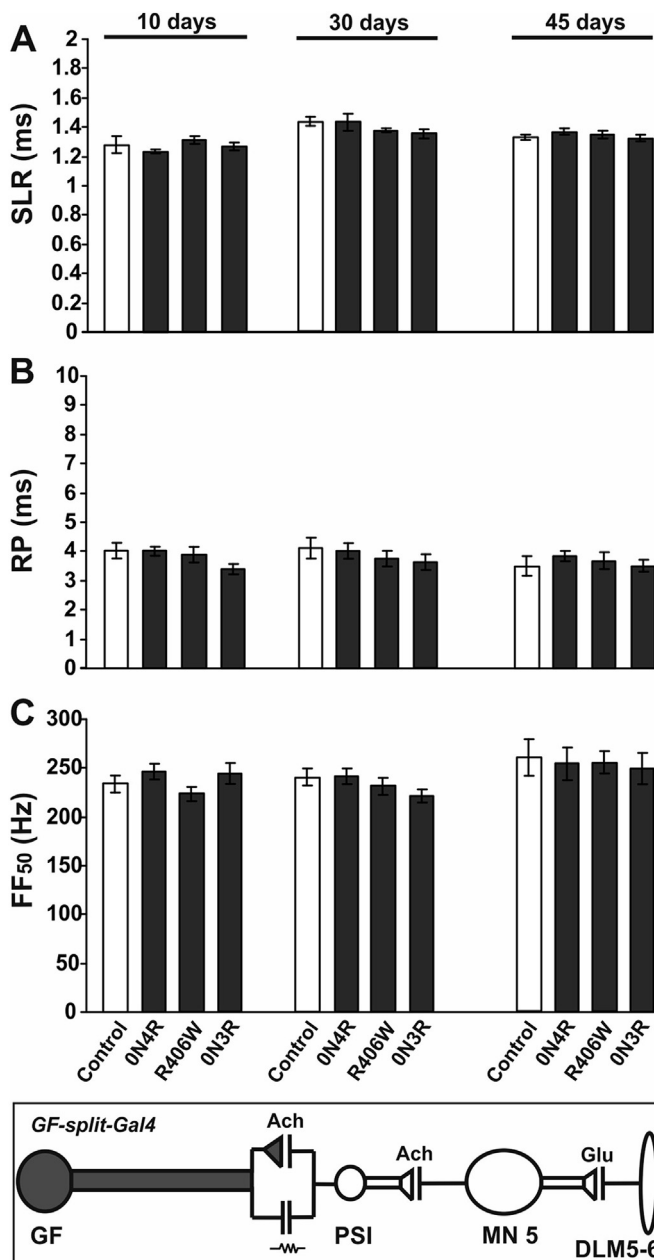 A
10 days 30 days 45 days
SLR (ms)
2
1.8
1.6
1.4
1.2
1
0.8
0.6
0.4
0.2
0
B
RP (ms)
10
9
8
7
6
5
4
3
2
1
0
C
FF50 (Hz)
300
250
200
150
100
50
0
Control 0N4R R406W 0N3R Control 0N4R R406W 0N3R Control 0N4R R406W 0N3R
GF-split-Gal4
Ach
Ach
Glu
GF PSI MN 5 DLM5-6